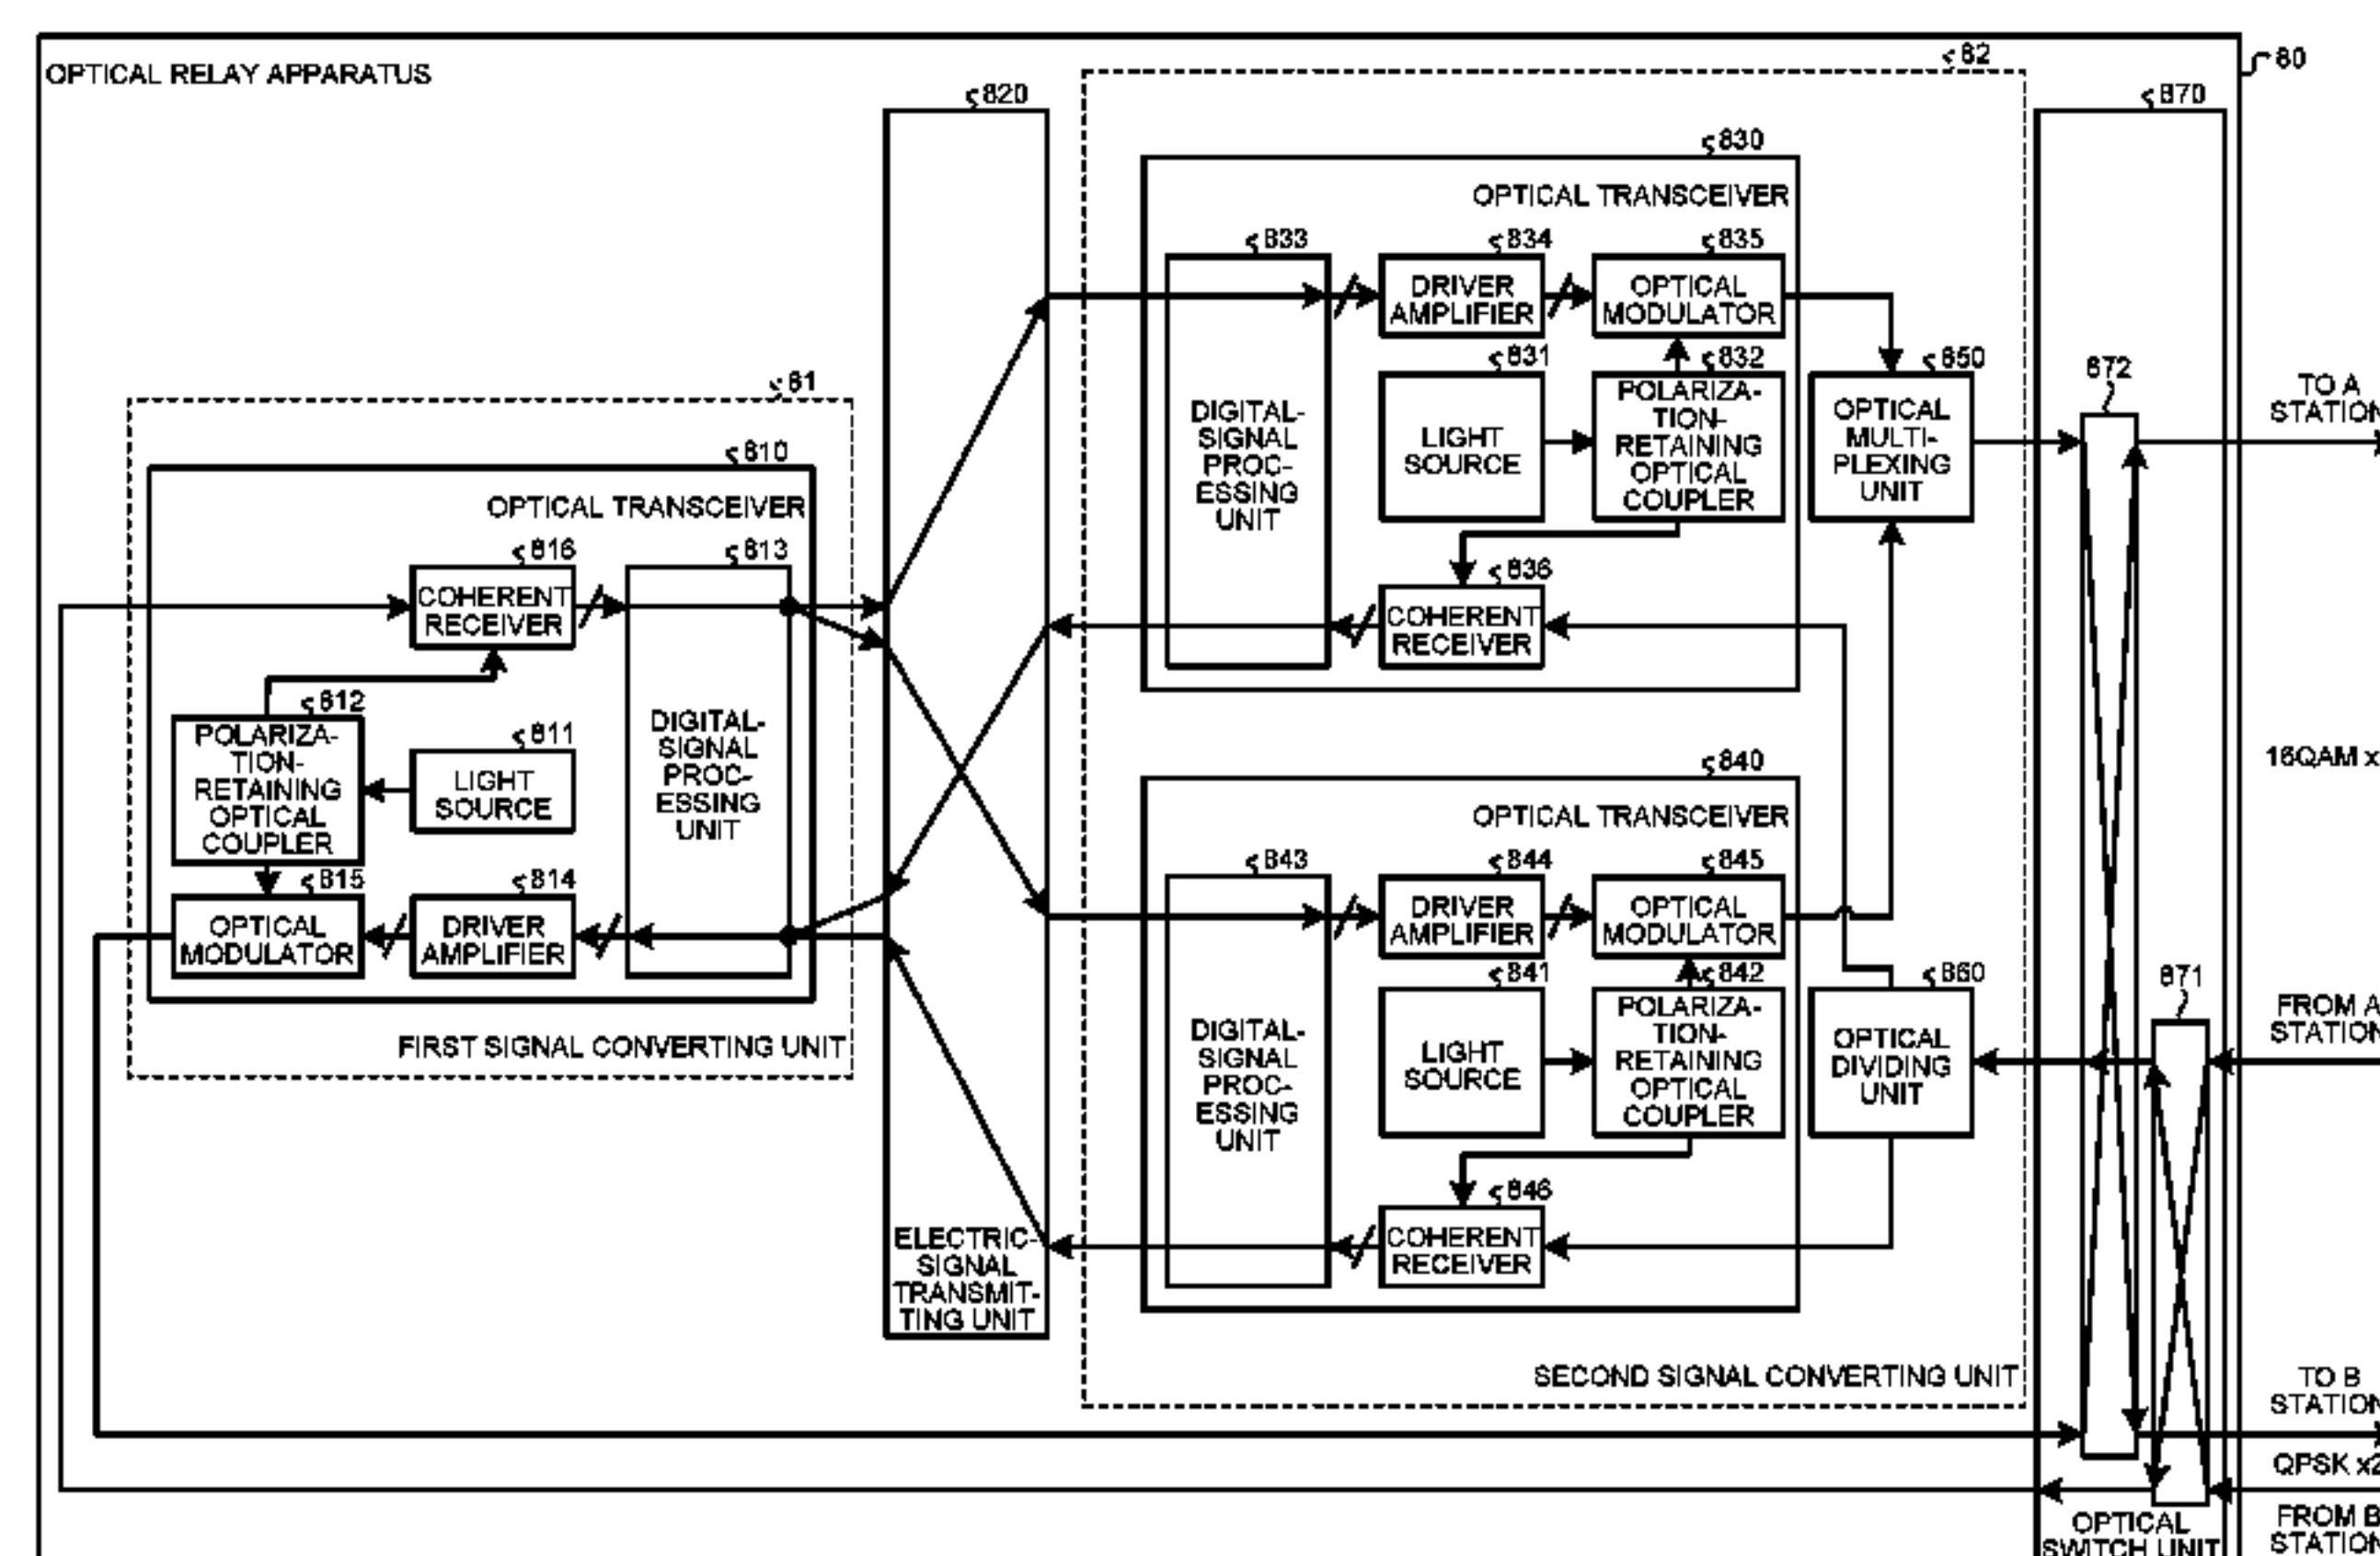 OPTICAL RELAY APPARATUS
80
82
820
870
830
OPTICAL TRANSCEIVER
833
834
835
DRIVER
AMPLIFIER
OPTICAL
MODULATOR
831
832
850
DIGITAL-
SIGNAL
PROC-
ESSING
UNIT
LIGHT
SOURCE
POLARIZA-
TION-
RETAINING
OPTICAL
COUPLER
OPTICAL
MULTI-
PLEXING
UNIT
872
TO A
STATION
836
COHERENT
RECEIVER
81
810
OPTICAL TRANSCEIVER
816
813
COHERENT
RECEIVER
812
811
POLARIZA-
TION-
RETAINING
OPTICAL
COUPLER
LIGHT
SOURCE
DIGITAL-
SIGNAL
PROC-
ESSING
UNIT
815
814
OPTICAL
MODULATOR
DRIVER
AMPLIFIER
FIRST SIGNAL CONVERTING UNIT
16QAM x
840
OPTICAL TRANSCEIVER
843
844
845
DRIVER
AMPLIFIER
OPTICAL
MODULATOR
841
842
860
871
DIGITAL-
SIGNAL
PROC-
ESSING
UNIT
LIGHT
SOURCE
POLARIZA-
TION-
RETAINING
OPTICAL
COUPLER
OPTICAL
DIVIDING
UNIT
FROM A
STATION
846
COHERENT
RECEIVER
ELECTRIC-
SIGNAL
TRANSMIT-
TING UNIT
SECOND SIGNAL CONVERTING UNIT
TO B
STATION
QPSK x2
OPTICAL
SWITCH UNIT
FROM B
STATION